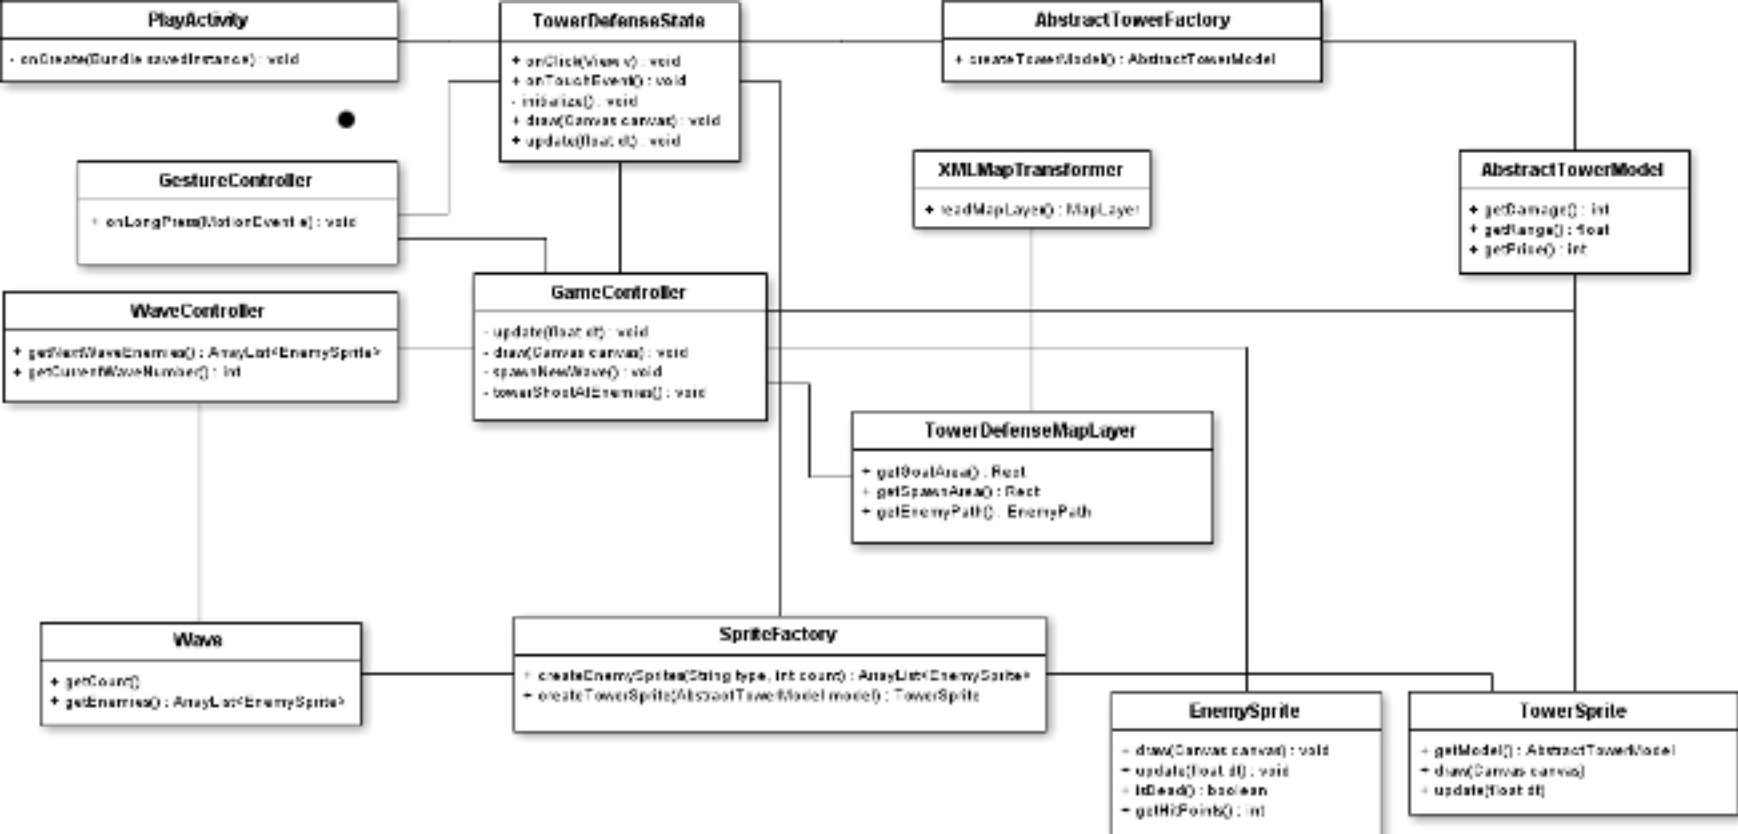 PlayActivity
- onCreate(Bundle savedInstance) : void
TowerDefenseState
+ onClick(View v) : void
+ onTouchEvent() : void
- initialize() : void
+ draw(Canvas canvas) : void
+ update(float dt) : void
AbstractTowerFactory
+ createTowerModel() : AbstractTowerModel
GestureController
+ onLongPress(MotionEvent e) : void
XMLMapTransformer
+ readMapLayer() : MapLayer
AbstractTowerModel
+ getDamage() : int
+ getRange() : float
+ getPrice() : int
WaveController
+ getNextWaveEnemies() : ArrayList<EnemySprite>
+ getCurrentWaveNumber() : int
GameController
- update(float dt) : void
- draw(Canvas canvas) : void
- spawnNewWave() : void
- towerShootAtEnemies() : void
TowerDefenseMapLayer
+ getGoalArea() : Rect
+ getSpawnArea() : Rect
+ getEnemyPath() : EnemyPath
Wave
+ getCount()
+ getEnemies() : ArrayList<EnemySprite>
SpriteFactory
+ createEnemySprites(String type, int count) : ArrayList<EnemySprite>
+ createTowerSprite(AbstractTowerModel model) : TowerSprite
EnemySprite
+ draw(Canvas canvas) : void
+ update(float dt) : void
+ isDead() : boolean
+ getHitPoints() : int
TowerSprite
+ getModel() : AbstractTowerModel
+ draw(Canvas canvas)
+ update(float dt)